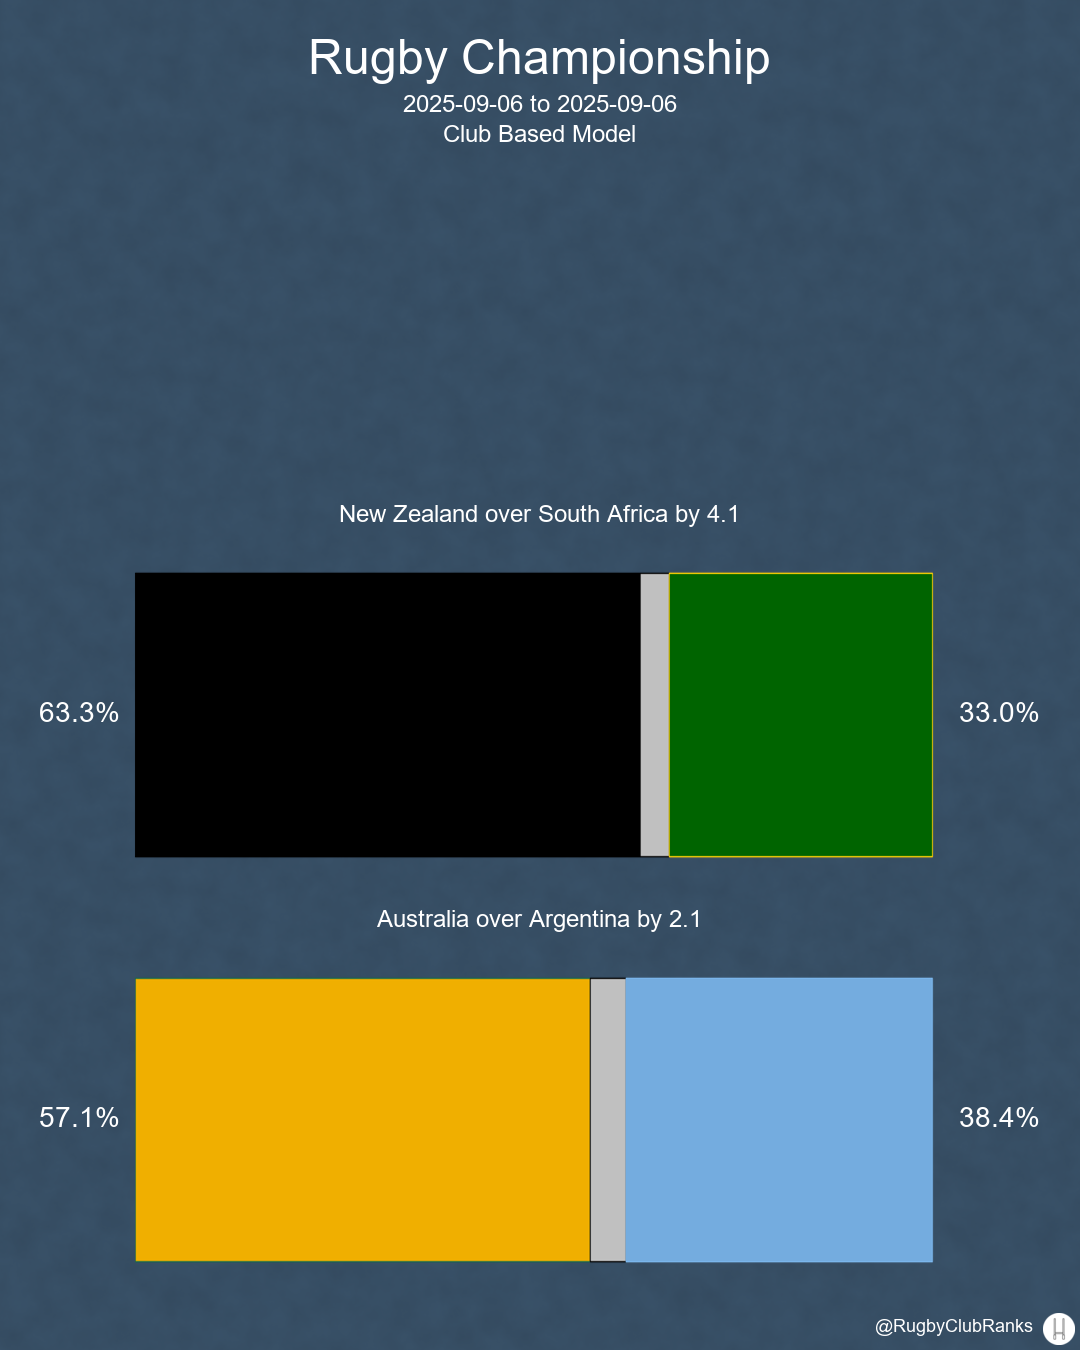 Rugby Championship
2025-09-06 to 2025-09-06
Club Based Model
New Zealand over South Africa by 4.1
63.3%
33.0%
Australia over Argentina by 2.1
57.1%
38.4%
@RugbyClubRanks